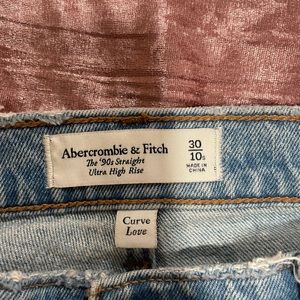 Abercrombie & Fitch
The '90s Straight
Ultra High Rise
30
10s
MADE IN
CHINA
Curve
Love